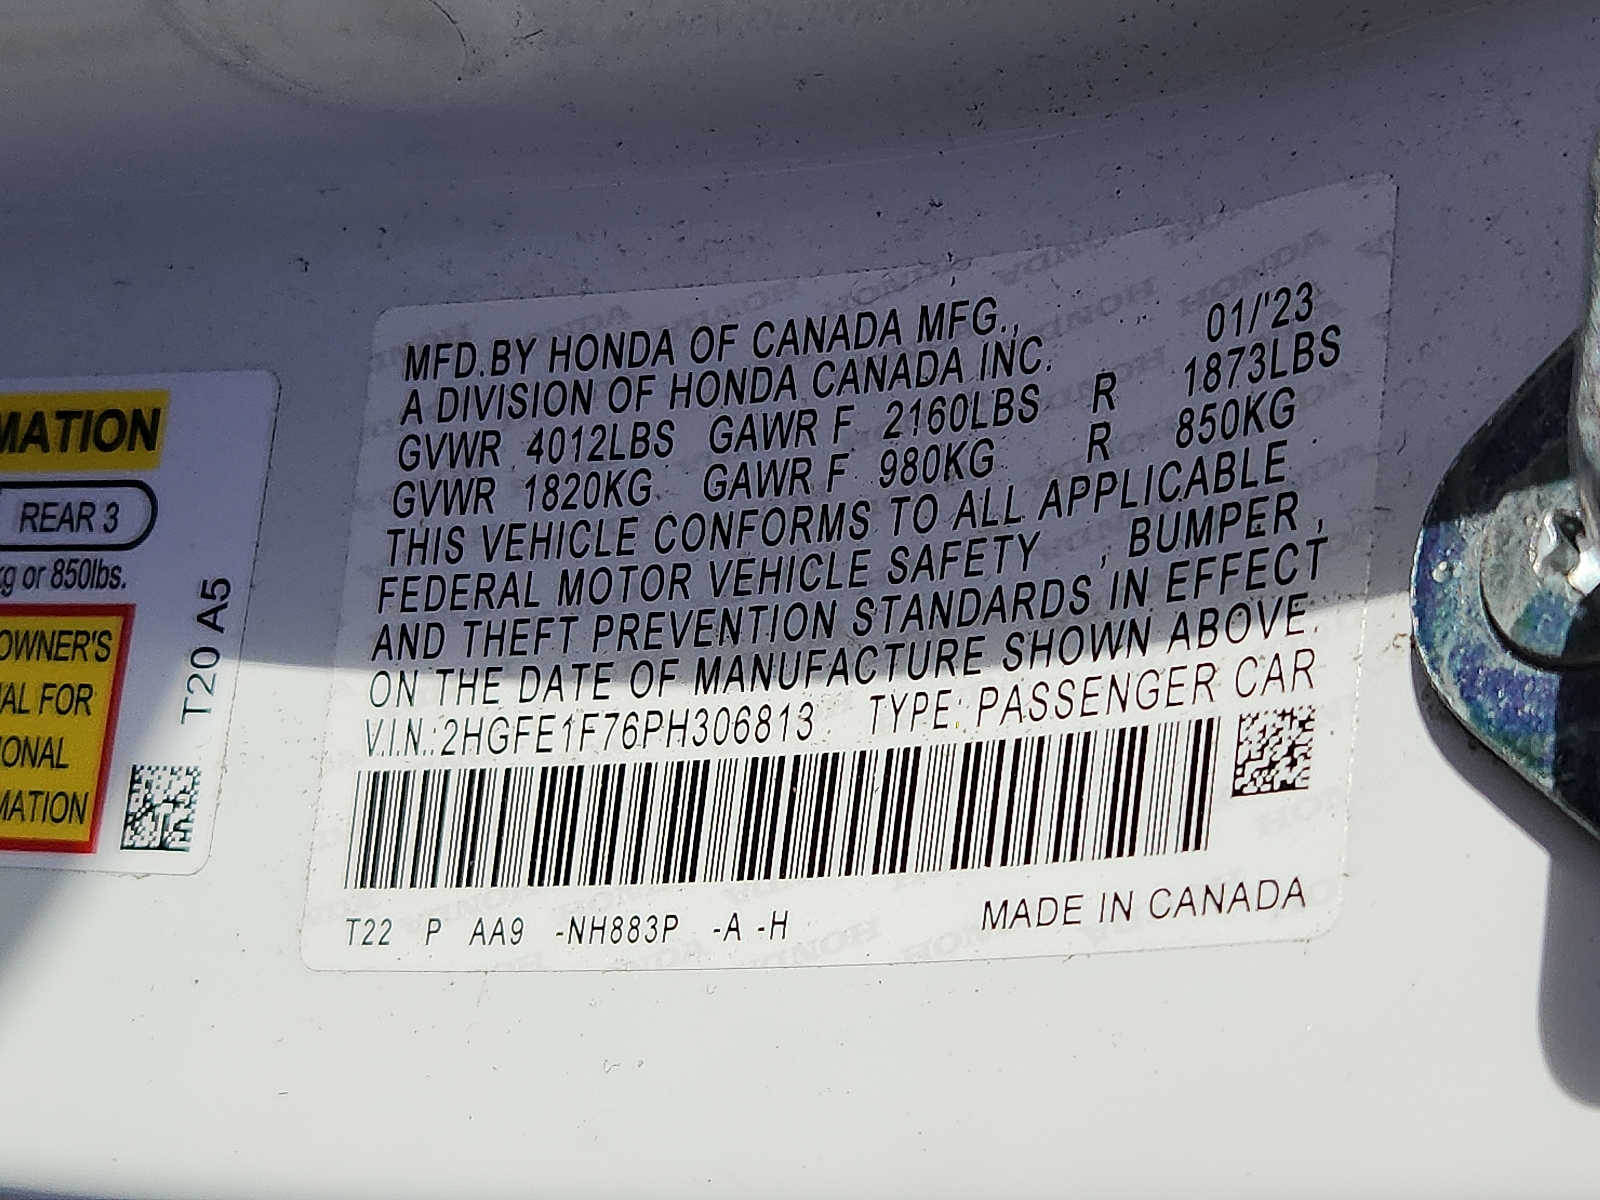 MATION
REAR 3
kg or 850lbs.
OWNER'S
AL FOR
IONAL
MATION
T20 A5
MFD.BY HONDA OF CANADA MFG., 01/'23
A DIVISION OF HONDA CANADA INC.
GVWR 4012LBS GAWR F 2160LBS R 1873LBS
GVWR 1820KG GAWR F 980KG R 850KG
THIS VEHICLE CONFORMS TO ALL APPLICABLE
FEDERAL MOTOR VEHICLE SAFETY , BUMPER,
AND THEFT PREVENTION STANDARDS IN EFFECT
ON THE DATE OF MANUFACTURE SHOWN ABOVE.
V.I.N.:2HGFE1F76PH306813 TYPE:PASSENGER CAR
T22 P AA9 -NH883P -A -H MADE IN CANADA